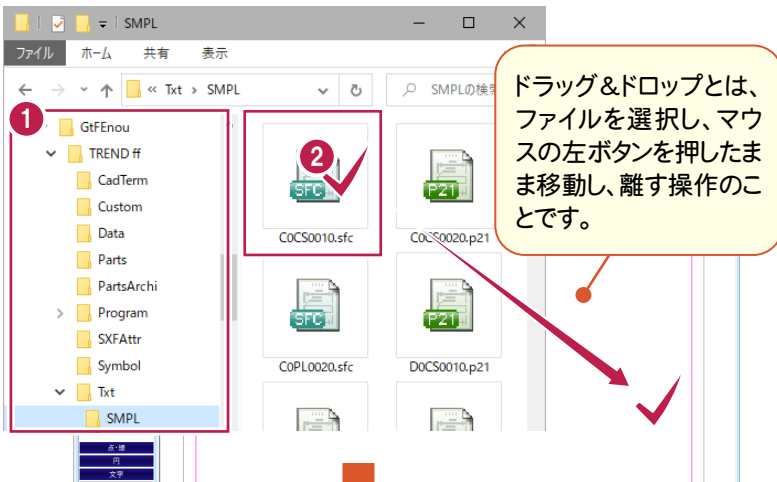 SMPL
ファイル ホーム 共有 表示
« Txt › SMPL
SMPLの検索
1
GtFEnou
TREND ff
CadTerm
Custom
Data
Parts
PartsArchi
Program
SXFAttr
Symbol
Txt
SMPL
2
SFC
P21
C0CS0010.sfc
C0CS0020.p21
SFC
P21
C0PL0020.sfc
D0CS0010.p21
ドラッグ&ドロップとは、
ファイルを選択し、マウ
スの左ボタンを押したま
ま移動し、離す操作のこ
とです。
点・線
円
文字